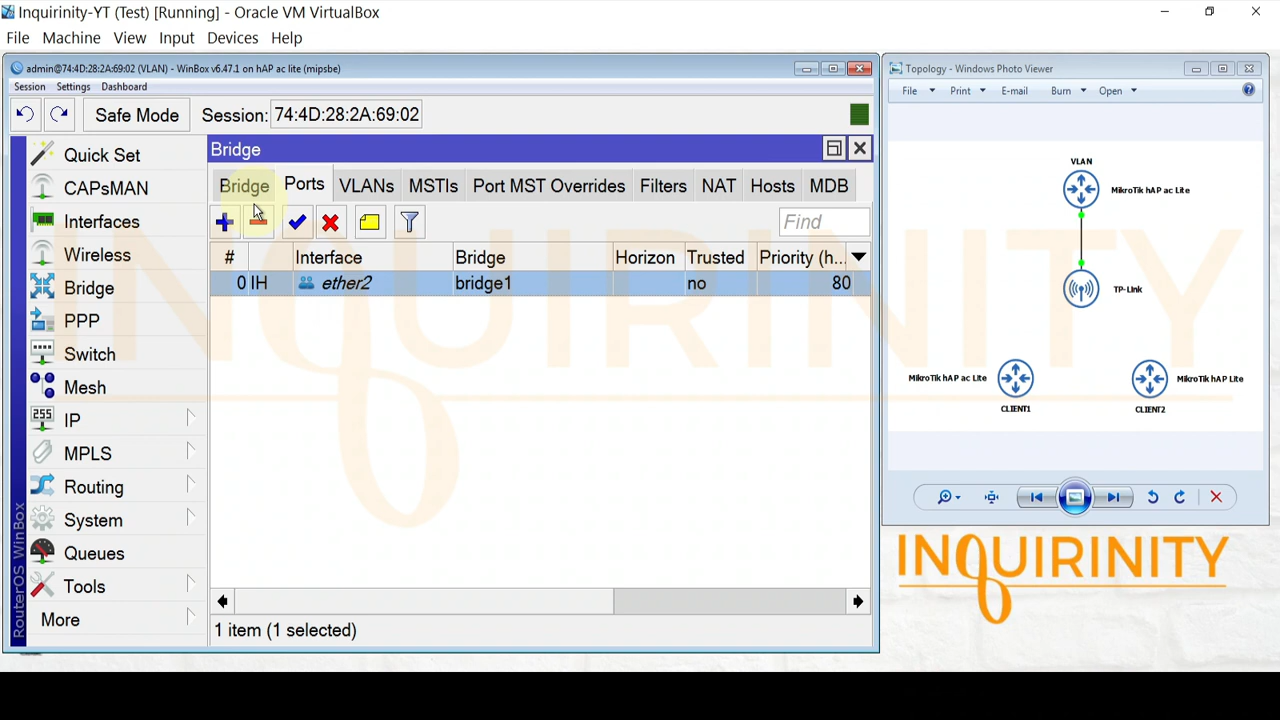 Inquirinity-YT (Test) [Running] - Oracle VM VirtualBox
File Machine View Input Devices Help
admin@74:4D:28:2A:69:02 (VLAN) - WinBox v6.47.1 on hAP ac lite (mipsbe)
Session Settings Dashboard
Safe Mode Session: 74:4D:28:2A:69:02
Quick Set
CAPsMAN
Interfaces
Wireless
Bridge
PPP
Switch
Mesh
255 IP
MPLS
Routing
System
Queues
Tools
More
RouterOS WinBox
Bridge
Bridge Ports VLANs MSTIs Port MST Overrides Filters NAT Hosts MDB
Find
# Interface Bridge Horizon Trusted Priority (h...
0 IH ether2 bridge1 no 80
1 item (1 selected)
INQUIRINITY
Topology - Windows Photo Viewer
File Print E-mail Burn Open
VLAN
MikroTik hAP ac Lite
TP-Link
MikroTik hAP ac Lite
CLIENT1
MikroTik hAP Lite
CLIENT2
INQUIRINITY